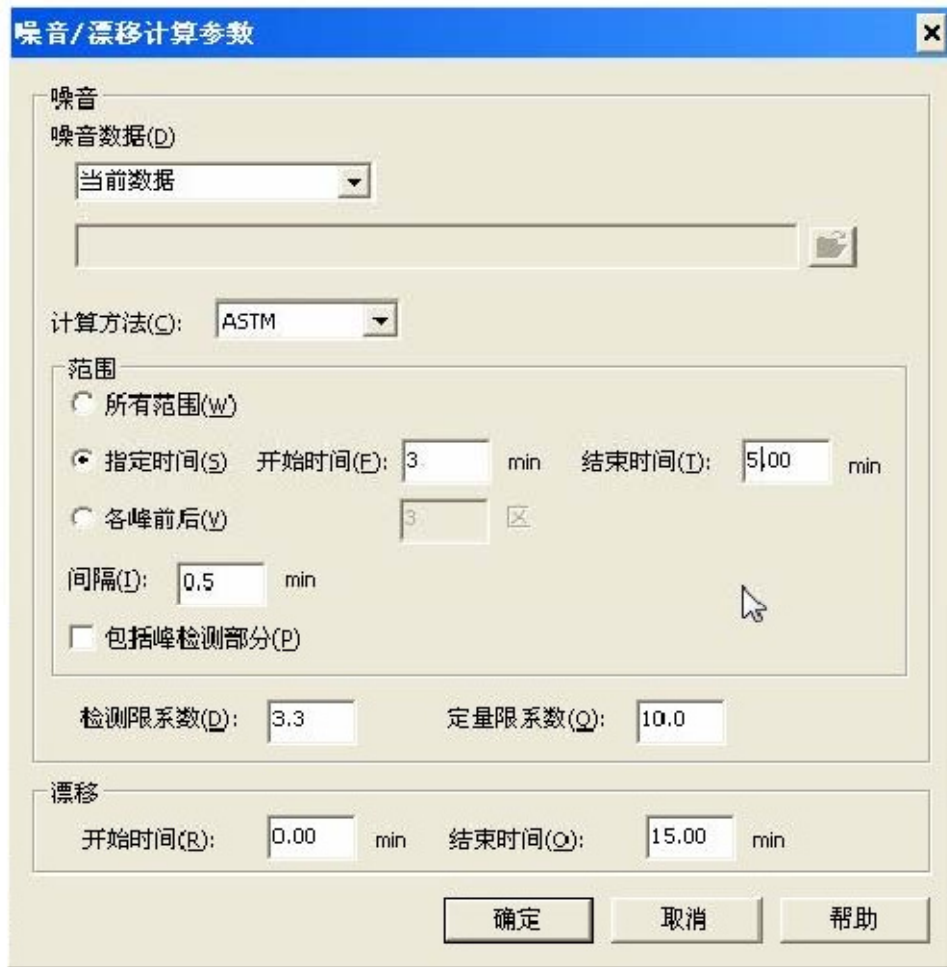 噪音/漂移计算参数
噪音
噪音数据(D)
当前数据
计算方法(C): ASTM
范围
所有范围(W)
指定时间(S) 开始时间(F): 3 min 结束时间(T): 5.00 min
各峰前后(V) 3 区
间隔(I): 0.5 min
包括峰检测部分(P)
检测限系数(D): 3.3 定量限系数(Q): 10.0
漂移
开始时间(R): 0.00 min 结束时间(O): 15.00 min
确定 取消 帮助